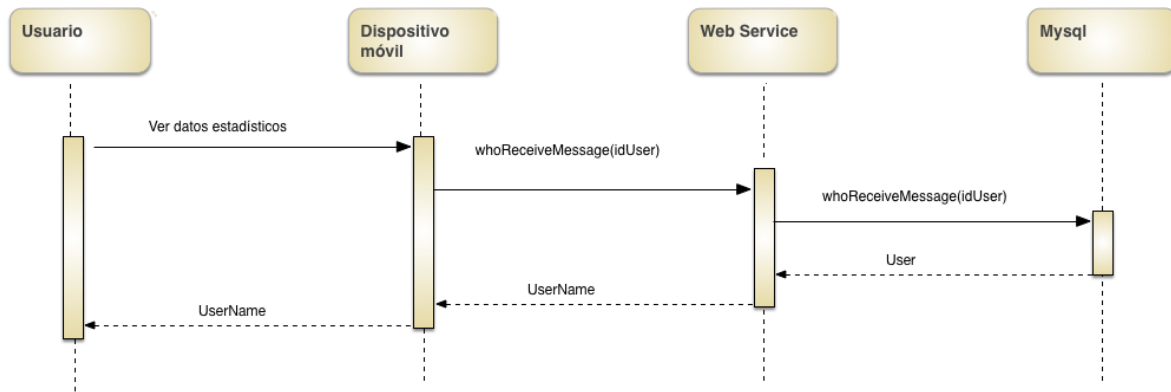 Usuario
Dispositivo
móvil
Web Service
Mysql
Ver datos estadísticos
whoReceiveMessage(idUser)
whoReceiveMessage(idUser)
User
UserName
UserName